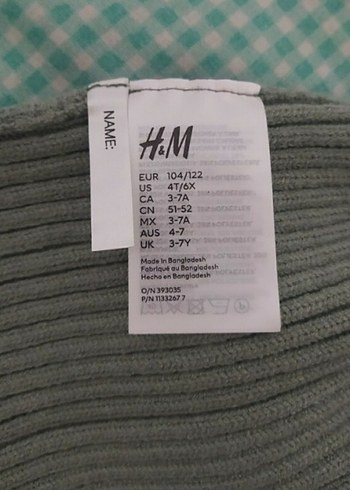 NAME:
H&M
EUR 104/122
US 4T/6X
CA 3-7A
CN 51-52
MX 3-7A
AUS 4-7
UK 3-7Y
Made in Bangladesh
Fabriqué au Bangladesh
Hecho en Bangladesh
O/N 393035
P/N 1133267 7